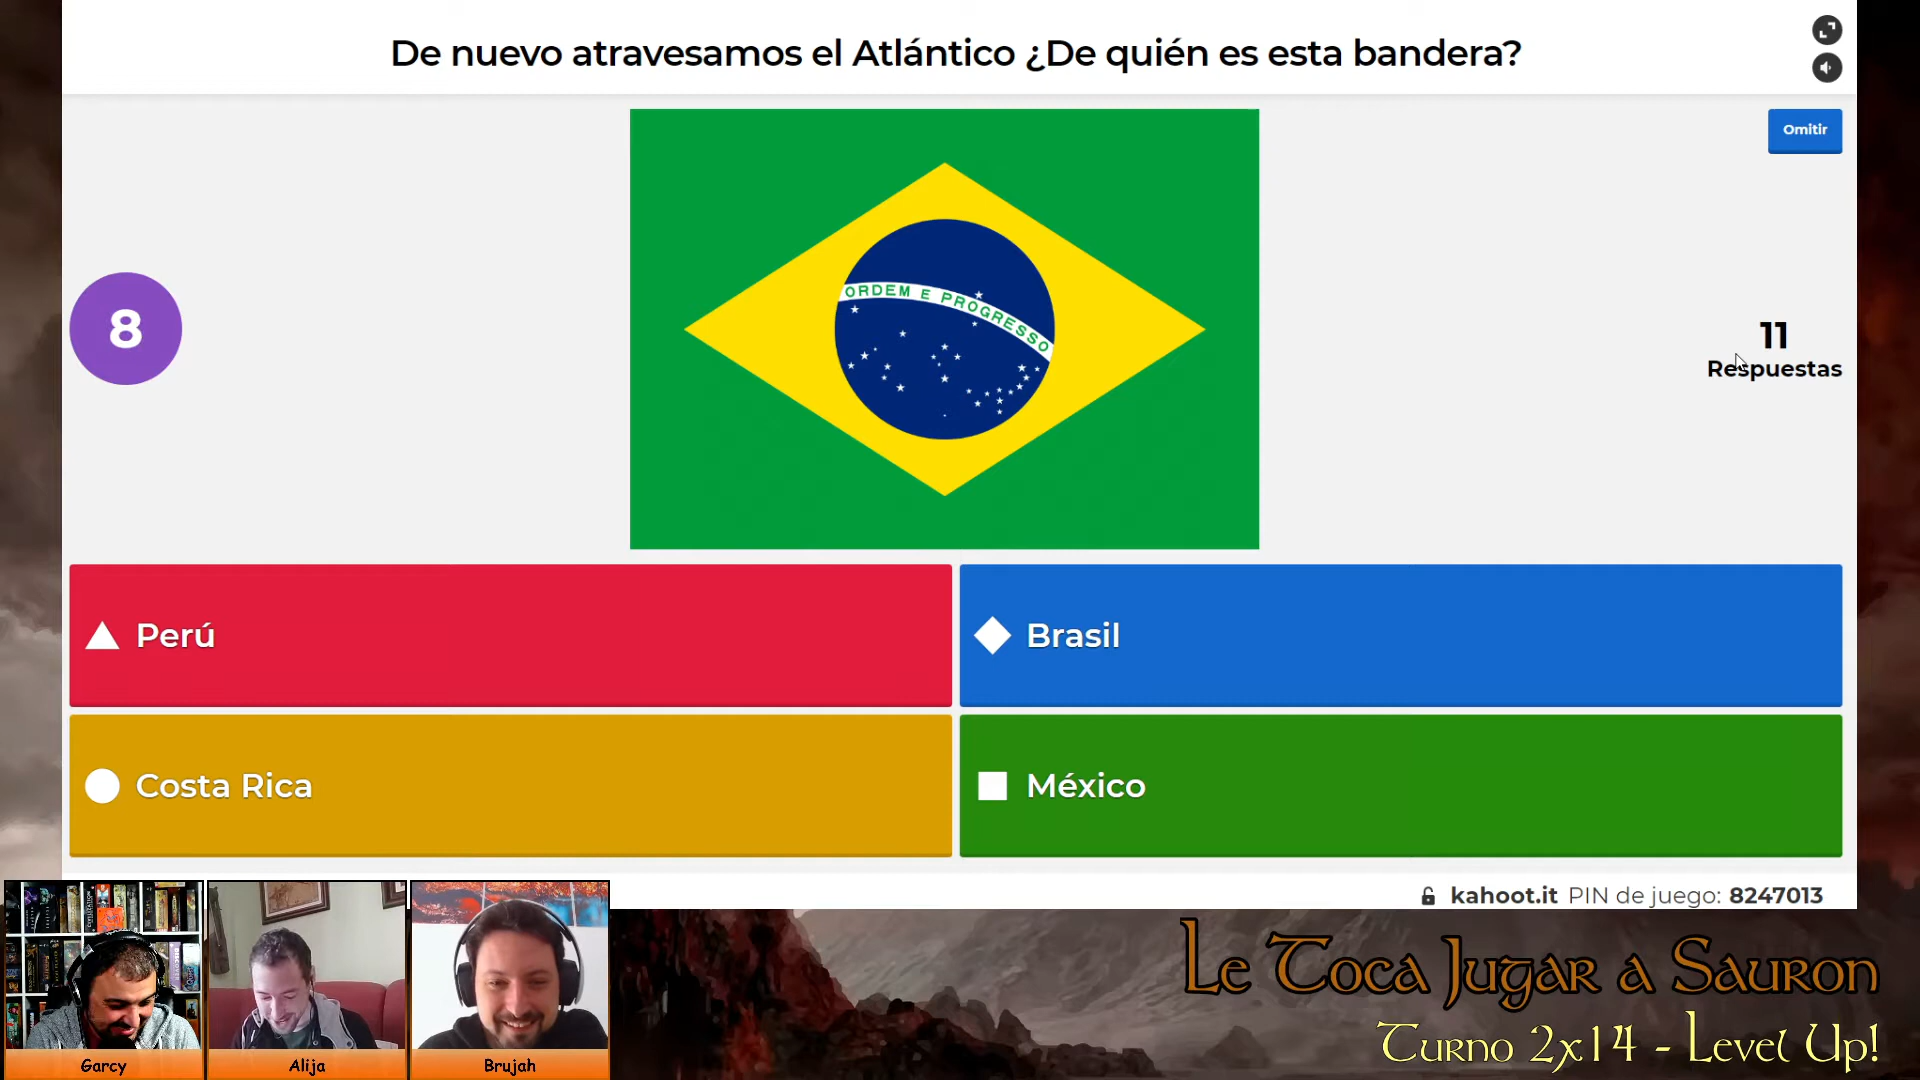 De nuevo atravesamos el Atlántico ¿De quién es esta bandera?
Omitir
ORDEM E PROGRESSO
8
11
Respuestas
Perú
Brasil
Costa Rica
México
kahoot.it PIN de juego: 8247013
Le Toca Jugar a Sauron
Turno 2x14 - Level Up!
Garcy
Alija
Brujah